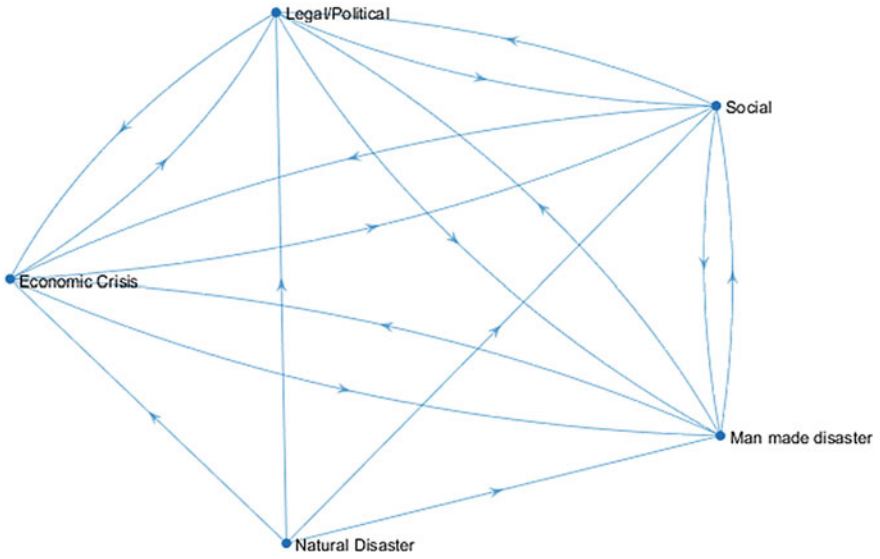 Legal/Political
Social
Economic Crisis
Man made disaster
Natural Disaster